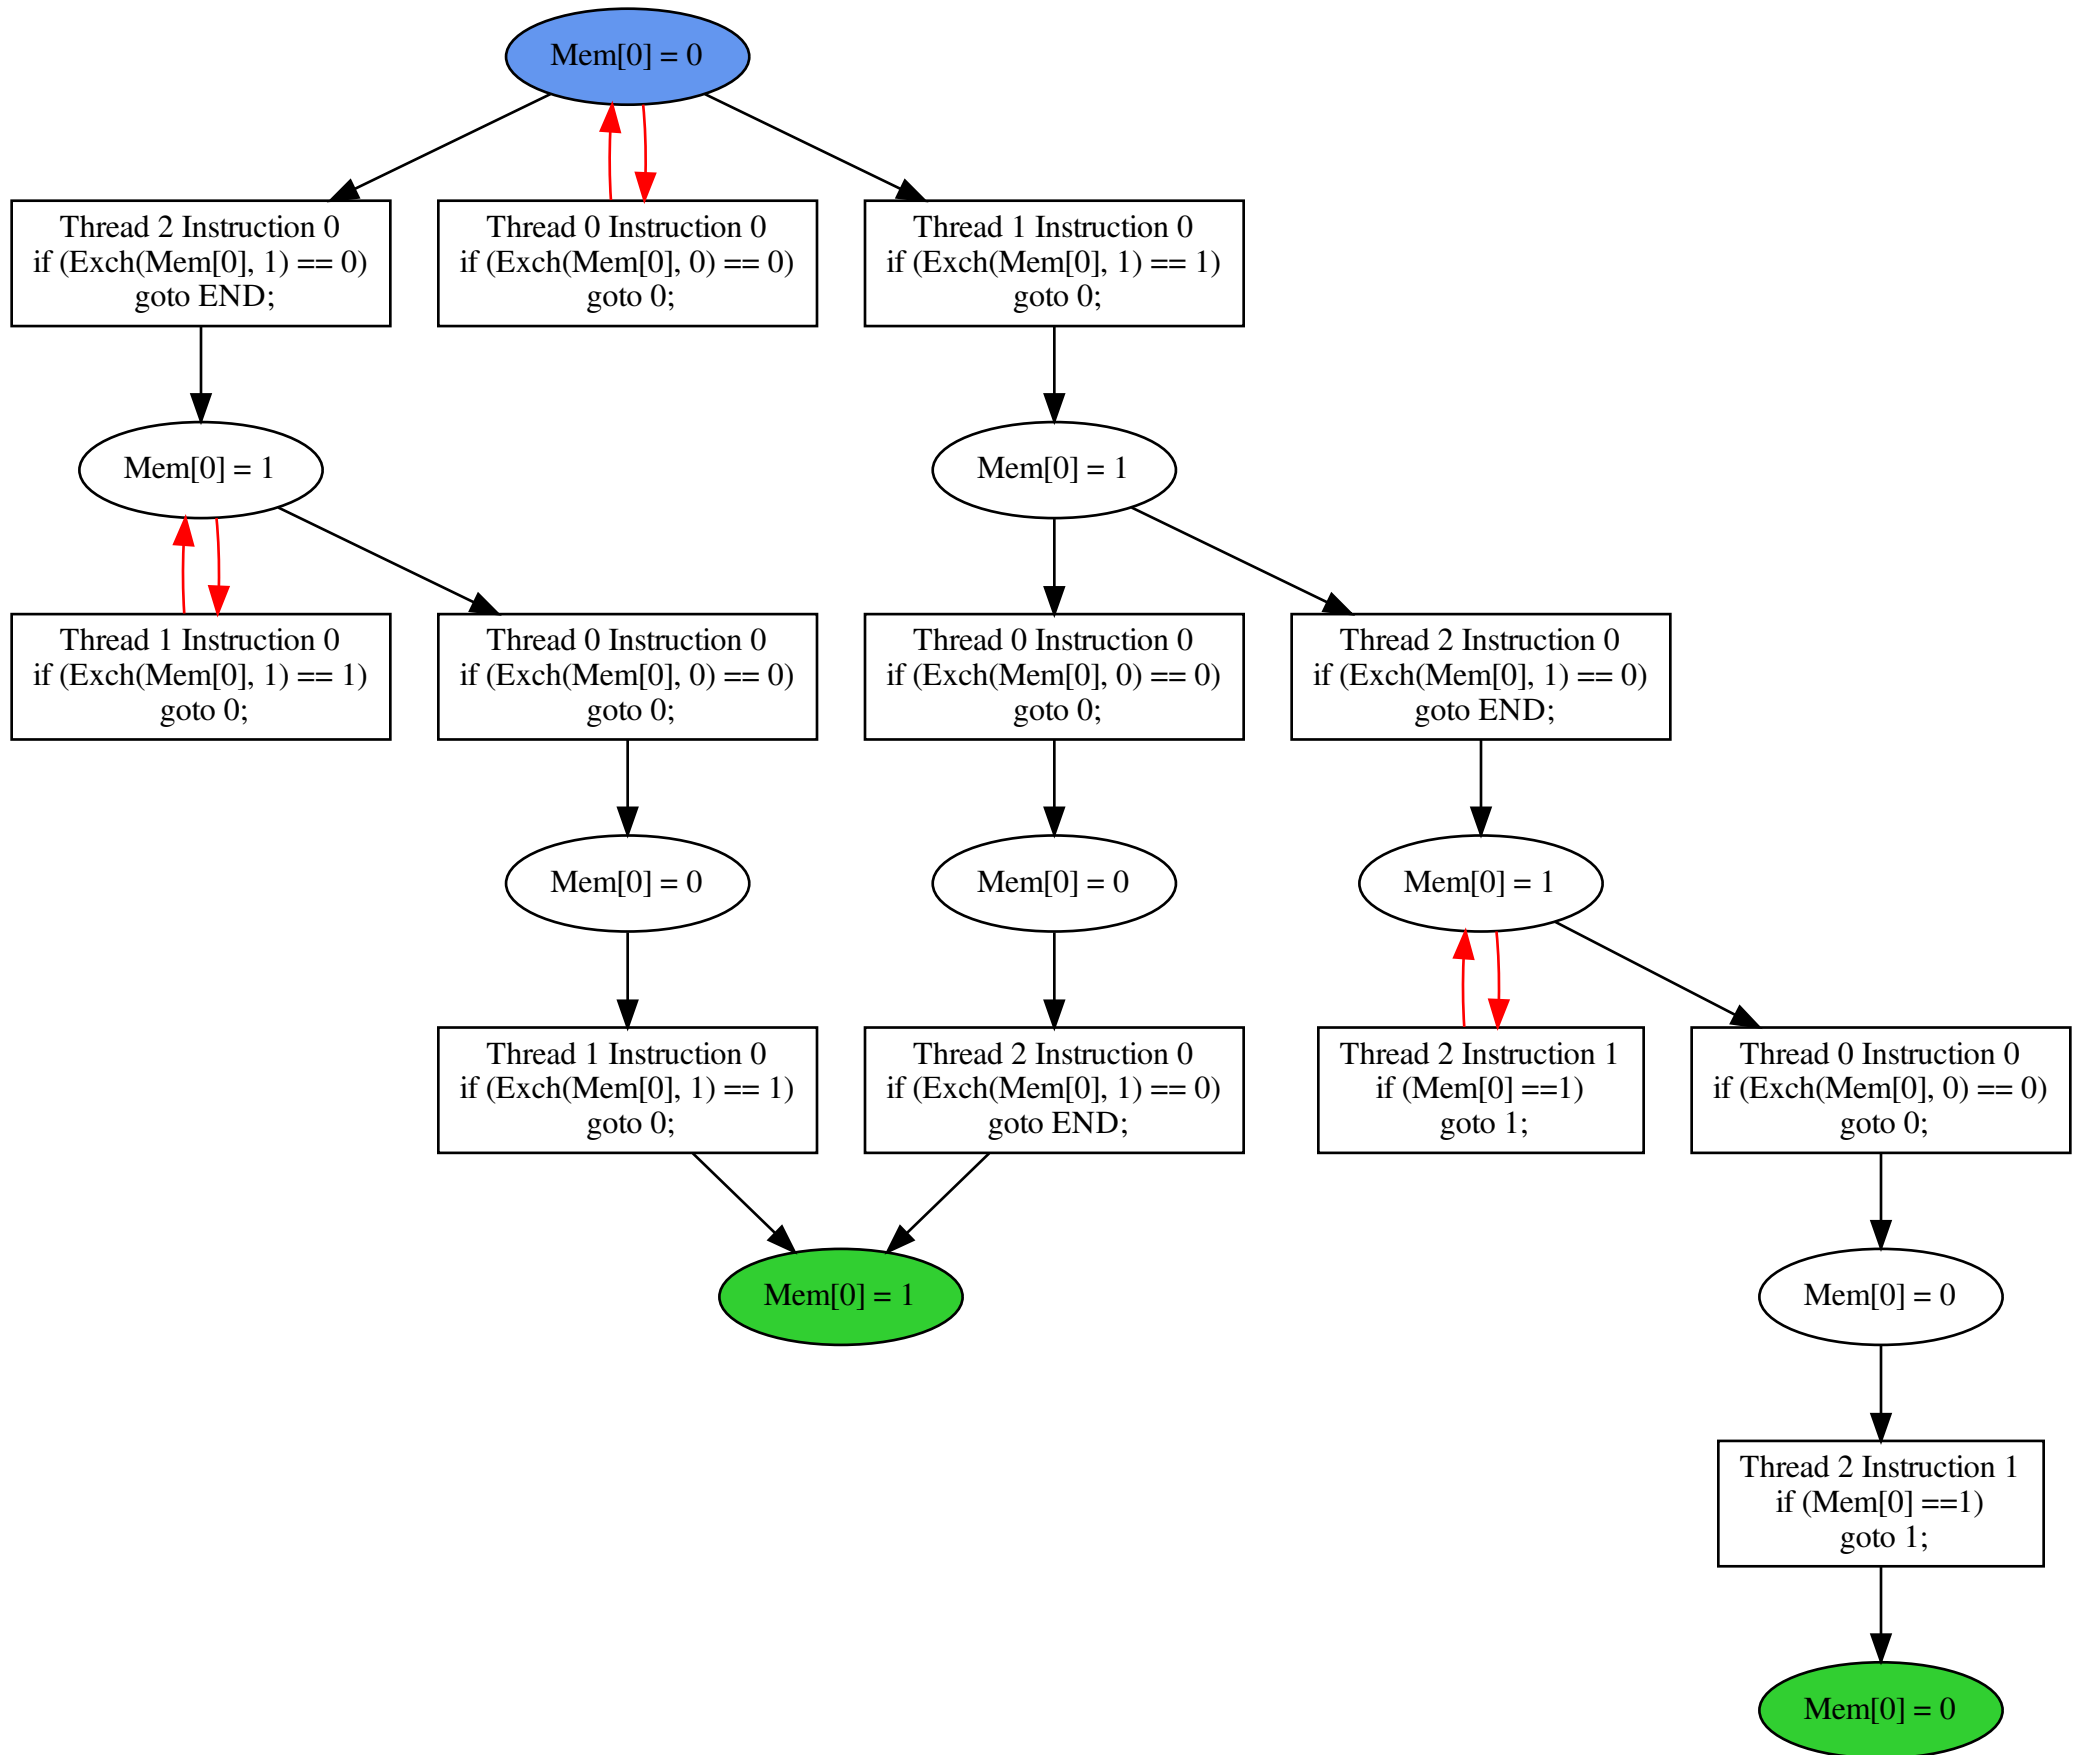 Mem[0] = 0
Thread 2 Instruction 0
if (Exch(Mem[0], 1) == 0)
goto END;
Thread 0 Instruction 0
if (Exch(Mem[0], 0) == 0)
goto 0;
Thread 1 Instruction 0
if (Exch(Mem[0], 1) == 1)
goto 0;
Mem[0] = 1
Mem[0] = 1
Thread 1 Instruction 0
if (Exch(Mem[0], 1) == 1)
goto 0;
Thread 0 Instruction 0
if (Exch(Mem[0], 0) == 0)
goto 0;
Thread 0 Instruction 0
if (Exch(Mem[0], 0) == 0)
goto 0;
Thread 2 Instruction 0
if (Exch(Mem[0], 1) == 0)
goto END;
Mem[0] = 0
Mem[0] = 0
Mem[0] = 1
Thread 1 Instruction 0
if (Exch(Mem[0], 1) == 1)
goto 0;
Thread 2 Instruction 0
if (Exch(Mem[0], 1) == 0)
goto END;
Thread 2 Instruction 1
if (Mem[0] ==1)
goto 1;
Thread 0 Instruction 0
if (Exch(Mem[0], 0) == 0)
goto 0;
Mem[0] = 1
Mem[0] = 0
Thread 2 Instruction 1
if (Mem[0] ==1)
goto 1;
Mem[0] = 0